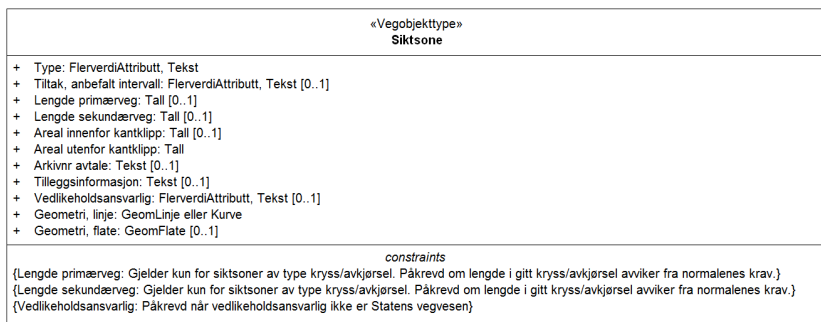 «Vegobjekttype»
Siktsone
+ Type: FlerverdiAttributt, Tekst
+ Tiltak, anbefalt intervall: FlerverdiAttributt, Tekst [0..1]
+ Lengde primærveg: Tall [0..1]
+ Lengde sekundærveg: Tall [0..1]
+ Areal innenfor kantklipp: Tall [0..1]
+ Areal utenfor kantklipp: Tall
+ Arkivnr avtale: Tekst [0..1]
+ Tilleggsinformasjon: Tekst [0..1]
+ Vedlikeholdsansvarlig: FlerverdiAttributt, Tekst [0..1]
+ Geometri, linje: GeomLinje eller Kurve
+ Geometri, flate: GeomFlate [0..1]
constraints
{Lengde primærveg: Gjelder kun for siktsoner av type kryss/avkjørsel. Påkrevd om lengde i gitt kryss/avkjørsel avviker fra normalenes krav.}
{Lengde sekundærveg: Gjelder kun for siktsoner av type kryss/avkjørsel. Påkrevd om lengde i gitt kryss/avkjørsel avviker fra normalenes krav.}
{Vedlikeholdsansvarlig: Påkrevd når vedlikeholdsansvarlig ikke er Statens vegvesen}